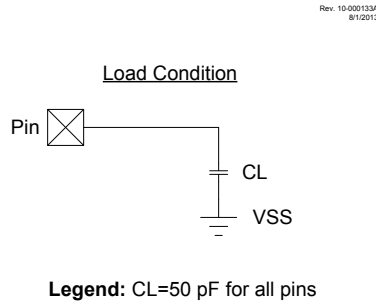 Rev. 10-000133A
8/1/2013
Load Condition
Pin
CL
VSS
Legend: CL=50 pF for all pins